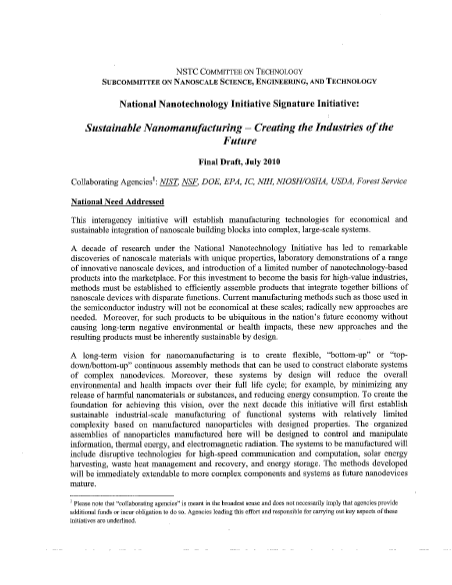 NSTC COMMITTEE ON TECHNOLOGY
SUBCOMMITTEE ON NANOSCALE SCIENCE, ENGINEERING, AND TECHNOLOGY
National Nanotechnology Initiative Signature Initiative:
Sustainable Nanomanufacturing – Creating the Industries of the
Future
Final Draft, July 2010
Collaborating Agencies¹: NIST, NSF, DOE, EPA, IC, NIH, NIOSH/OSHA, USDA, Forest Service
National Need Addressed
This interagency initiative will establish manufacturing technologies for economical and
sustainable integration of nanoscale building blocks into complex, large-scale systems.
A decade of research under the National Nanotechnology Initiative has led to remarkable
discoveries of nanoscale materials with unique properties, laboratory demonstrations of a range
of innovative nanoscale devices, and introduction of a limited number of nanotechnology-based
products into the marketplace. For this investment to become the basis for high-value industries,
methods must be established to efficiently assemble products that integrate together billions of
nanoscale devices with disparate functions. Current manufacturing methods such as those used in
the semiconductor industry will not be economical at these scales; radically new approaches are
needed. Moreover, for such products to be ubiquitous in the nation's future economy without
causing long-term negative environmental or health impacts, these new approaches and the
resulting products must be inherently sustainable by design.
A long-term vision for nanomanufacturing is to create flexible, "bottom-up" or "top-
down/bottom-up" continuous assembly methods that can be used to construct elaborate systems
of complex nanodevices. Moreover, these systems by design will reduce the overall
environmental and health impacts over their full life cycle; for example, by minimizing any
release of harmful nanomaterials or substances, and reducing energy consumption. To create the
foundation for achieving this vision, over the next decade this initiative will first establish
sustainable industrial-scale manufacturing of functional systems with relatively limited
complexity based on manufactured nanoparticles with designed properties. The organized
assemblies of nanoparticles manufactured here will be designed to control and manipulate
information, thermal energy, and electromagnetic radiation. The systems to be manufactured will
include disruptive technologies for high-speed communication and computation, solar energy
harvesting, waste heat management and recovery, and energy storage. The methods developed
will be immediately extendable to more complex components and systems as future nanodevices
mature.
¹ Please note that "collaborating agencies" is meant in the broadest sense and does not necessarily imply that agencies provide
additional funds or incur obligation to do so. Agencies leading this effort and responsible for carrying out key aspects of these
initiatives are underlined.